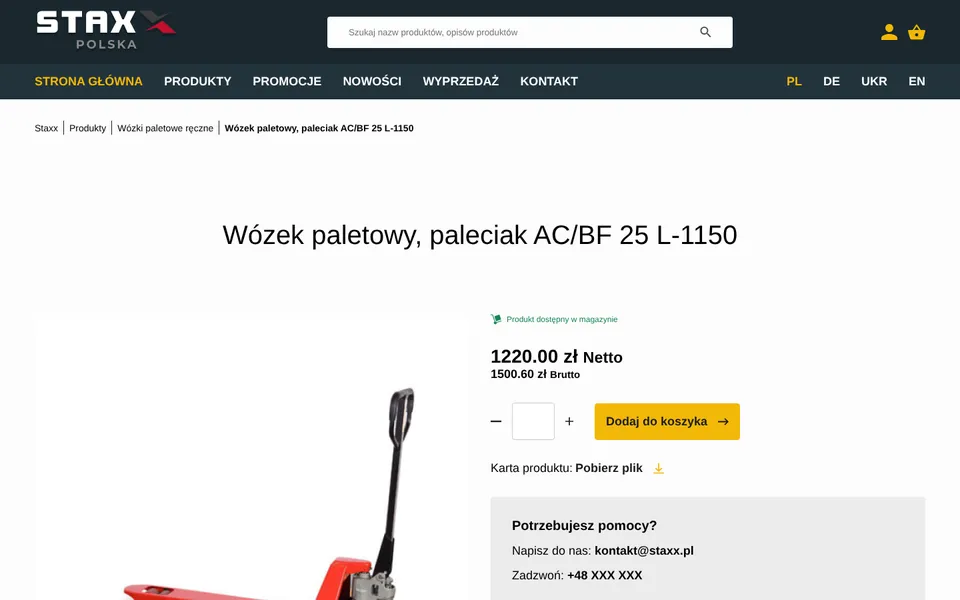 STAXX
POLSKA
Szukaj nazw produktów, opisów produktów
STRONA GŁÓWNA PRODUKTY PROMOCJE NOWOŚCI WYPRZEDAŻ KONTAKT PL DE UKR EN
Staxx Produkty Wózki paletowe ręczne Wózek paletowy, paleciak AC/BF 25 L-1150
Wózek paletowy, paleciak AC/BF 25 L-1150
Produkt dostępny w magazynie
1220.00 zł Netto
1500.60 zł Brutto
Dodaj do koszyka
Karta produktu: Pobierz plik
Potrzebujesz pomocy?
Napisz do nas: kontakt@staxx.pl
Zadzwoń: +48 XXX XXX